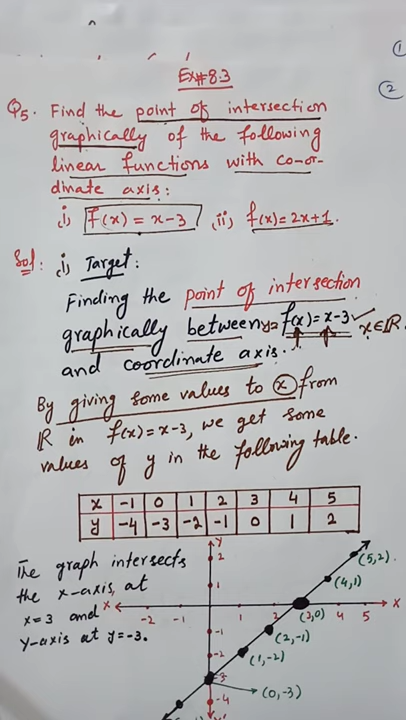 ①
②
Ex#8.3
Q5. Find the point of intersection
graphically of the following
linear functions with co-or-
dinate axis:
i) f(x) = x-3 ii) f(x) = 2x+1.
Sol: i) Target:
Finding the point of intersection
graphically between y= f(x) = x-3 ✓ x∈ℝ.
and coordinate axis.
By giving some values to x from
ℝ in f(x) = x-3, we get some
values of y in the following table.
x -1 0 1 2 3 4 5
y -4 -3 -2 -1 0 1 2
The graph intersects
the x-axis, at
x=3 and
y-axis at y=-3.
Y
2
1
(5,2)
(4,1)
X -2 -1 1 2 (3,0) 4 5 X
-1
(2,-1)
-2
(1,-2)
-3
(0,-3)
-4